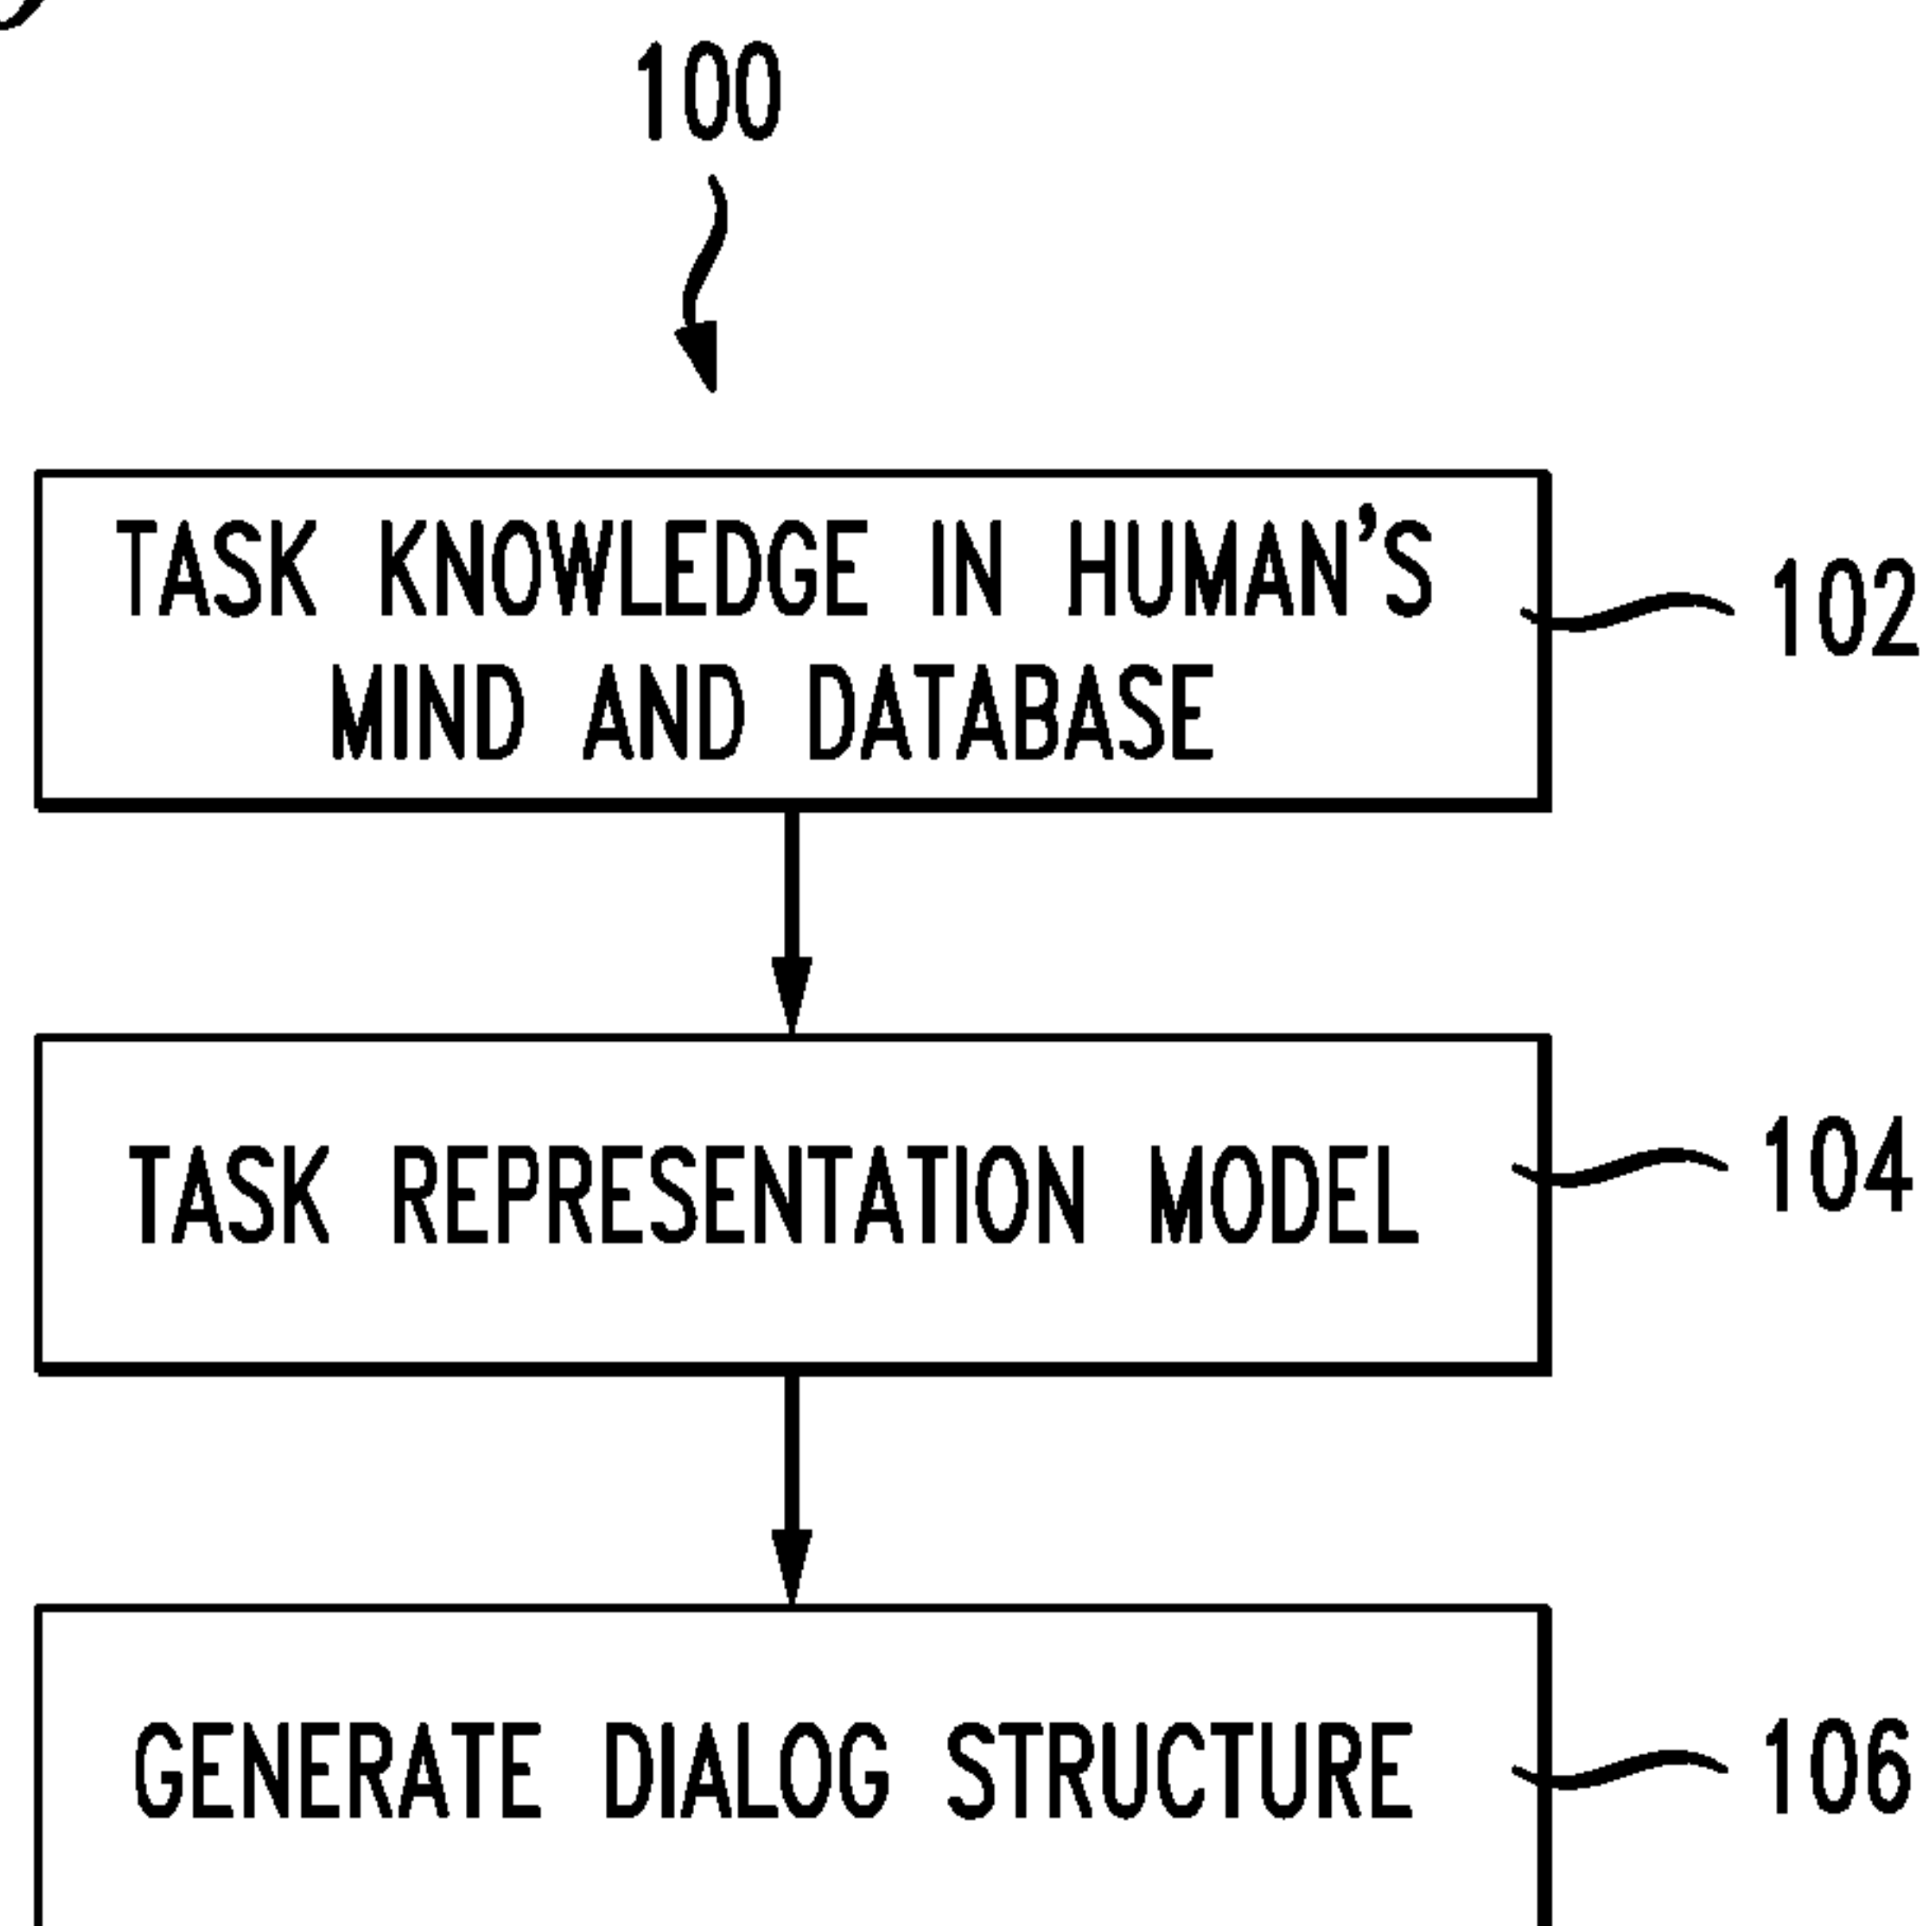 100
TASK KNOWLEDGE IN HUMAN'S
MIND AND DATABASE
102
TASK REPRESENTATION MODEL
104
GENERATE DIALOG STRUCTURE
106